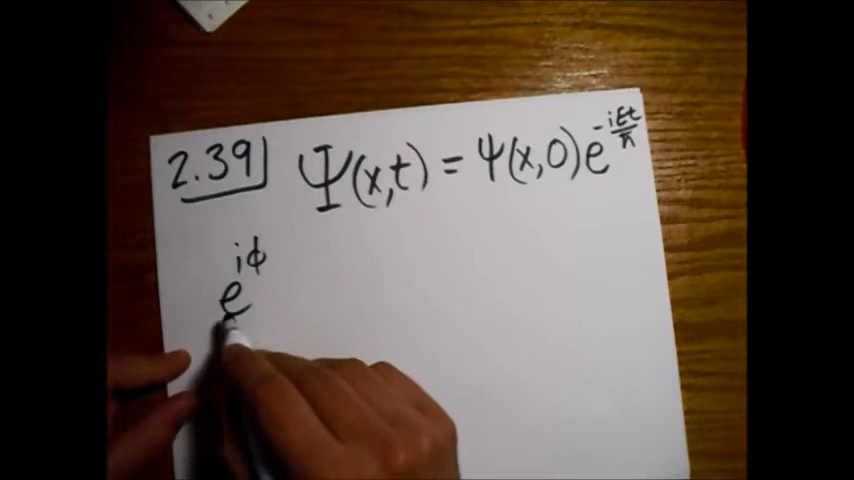 2.39 Ψ(x,t) = ψ(x,0)e^{-iEt/ħ}
e^{iφ}